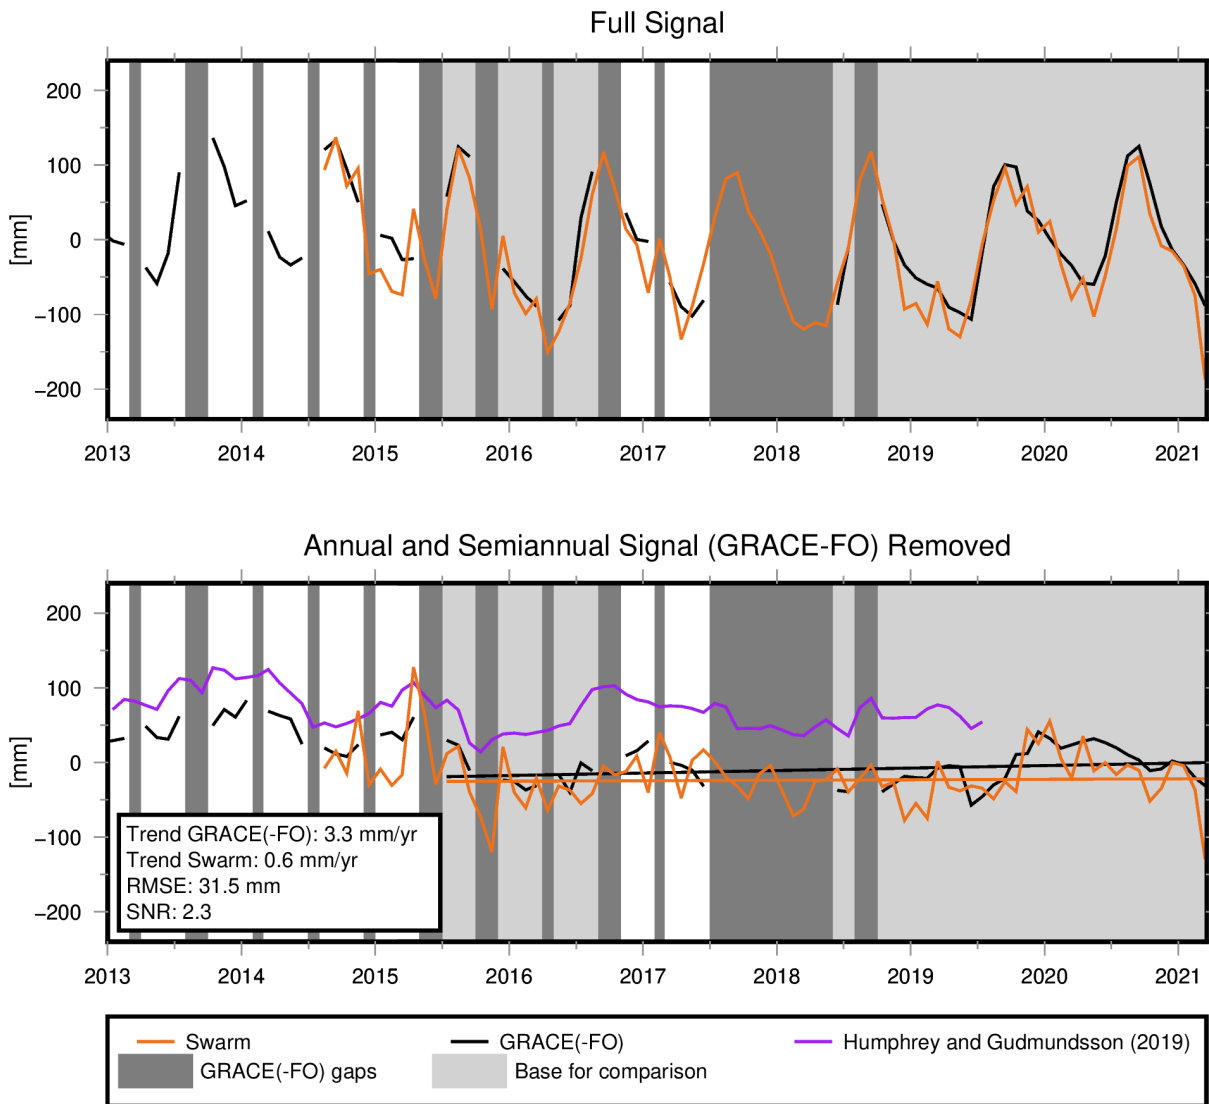 Full Signal
[mm]
200
100
0
−100
−200
2013 2014 2015 2016 2017 2018 2019 2020 2021
Annual and Semiannual Signal (GRACE-FO) Removed
[mm]
200
100
0
−100
−200
Trend GRACE(-FO): 3.3 mm/yr
Trend Swarm: 0.6 mm/yr
RMSE: 31.5 mm
SNR: 2.3
2013 2014 2015 2016 2017 2018 2019 2020 2021
Swarm GRACE(-FO) Humphrey and Gudmundsson (2019)
GRACE(-FO) gaps Base for comparison